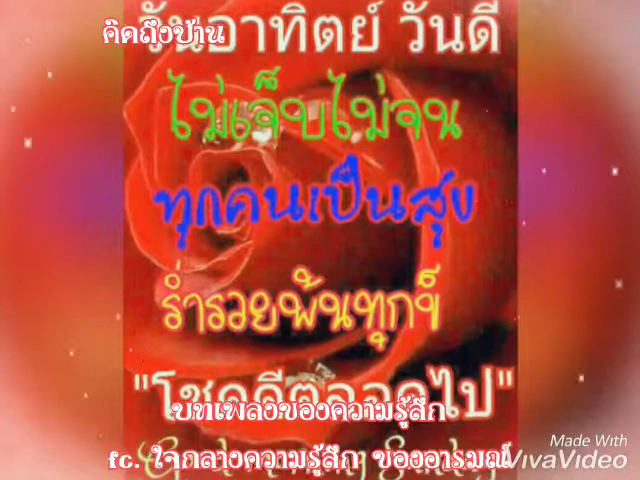 คิดถึงบ้าน
วันอาทิตย์ วันดี
ไม่เจ็บไม่จน
ทุกคนเป็นสุข
ร่ำรวยพ้นทุกข์
"โชคดีตลอดไป"
บทเพลงของความรู้สึก
fc. ใจกลางความรู้สึก ของอารมณ์
Made With
VivaVideo